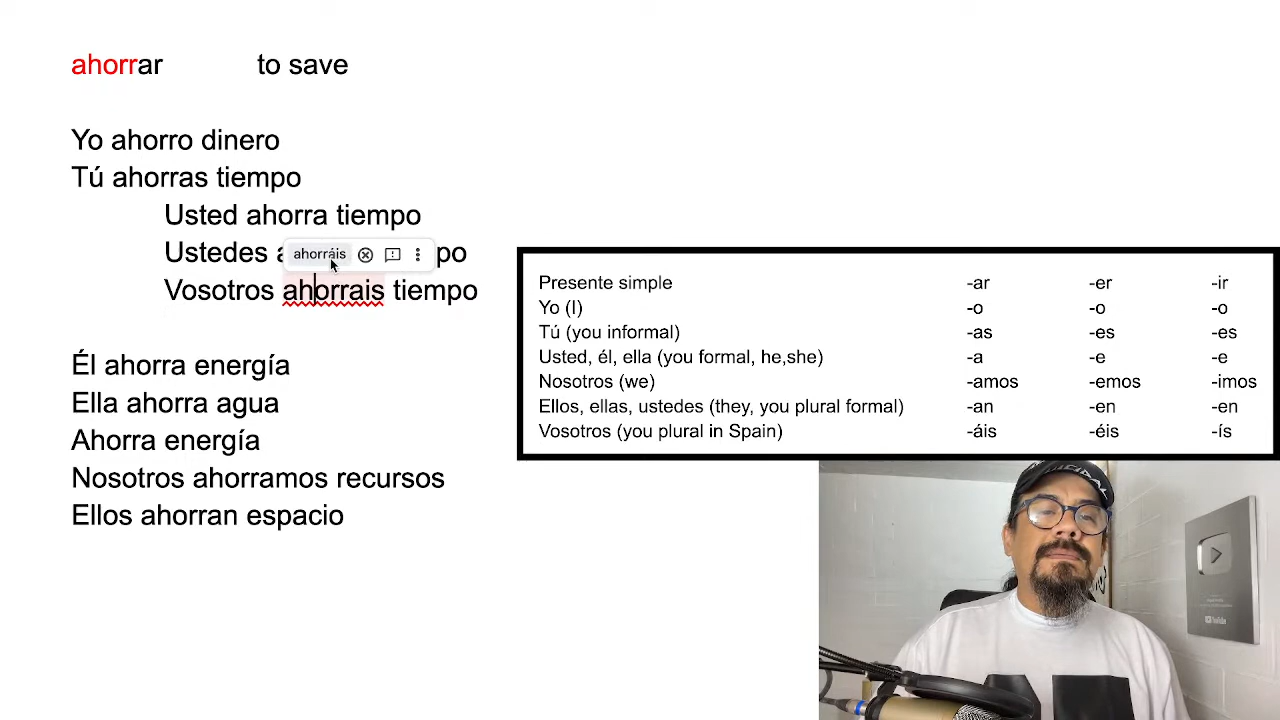 ahorrar to save
Yo ahorro dinero
Tú ahorras tiempo
Usted ahorra tiempo
Ustedes a po
ahorráis
Vosotros ahorrais tiempo
Él ahorra energía
Ella ahorra agua
Ahorra energía
Nosotros ahorramos recursos
Ellos ahorran espacio
Presente simple -ar -er -ir
Yo (I) -o -o -o
Tú (you informal) -as -es -es
Usted, él, ella (you formal, he,she) -a -e -e
Nosotros (we) -amos -emos -imos
Ellos, ellas, ustedes (they, you plural formal) -an -en -en
Vosotros (you plural in Spain) -áis -éis -ís
YouTube